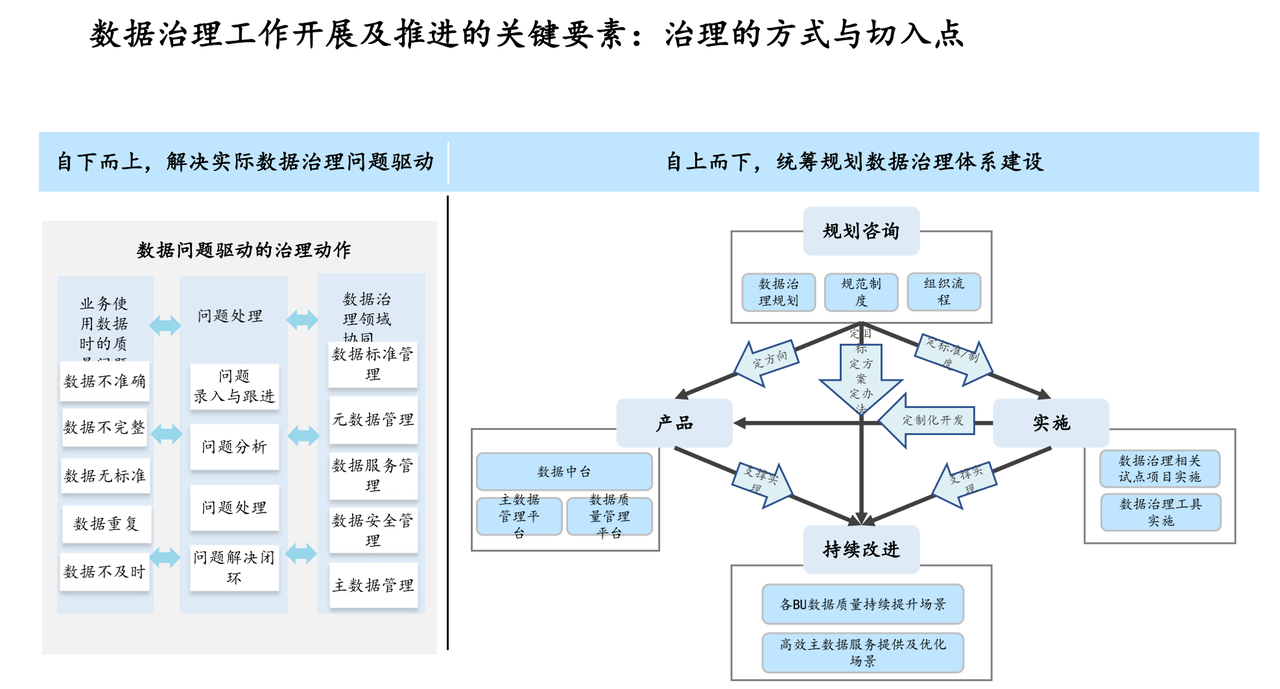 数据治理工作开展及推进的关键要素：治理的方式与切入点
自下而上，解决实际数据治理问题驱动
自上而下，统筹规划数据治理体系建设
数据问题驱动的治理动作
业务使
用数据
时的质
量问题
数据不准确
数据不完整
数据无标准
数据重复
数据不及时
问题处理
问题
录入与跟进
问题分析
问题处理
问题解决闭
环
数据治
理领域
协同
数据标准管
理
元数据管理
数据服务管
理
数据安全管
理
主数据管理
规划咨询
数据治
理规划
规范制
度
组织流
程
定方向
定目
标
定方
案
定办
法
定标准/制
度
产品
定制化开发
实施
数据中台
主数据
管理平
台
数据质
量管理
平台
支撑实
现
支撑实
现
数据治理相关
试点项目实施
数据治理工具
实施
持续改进
各BU数据质量持续提升场景
高效主数据服务提供及优化
场景